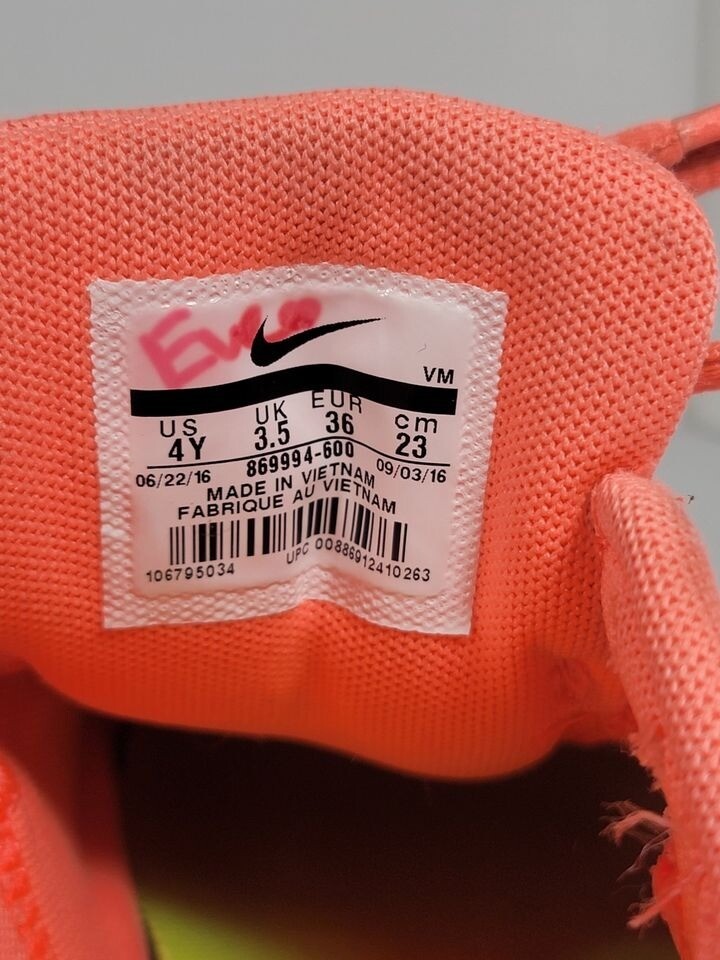 VM
US UK EUR cm
4Y 3.5 36 23
06/22/16 869994-600 09/03/16
MADE IN VIETNAM
FABRIQUE AU VIETNAM
106795034 UPC 00886912410263